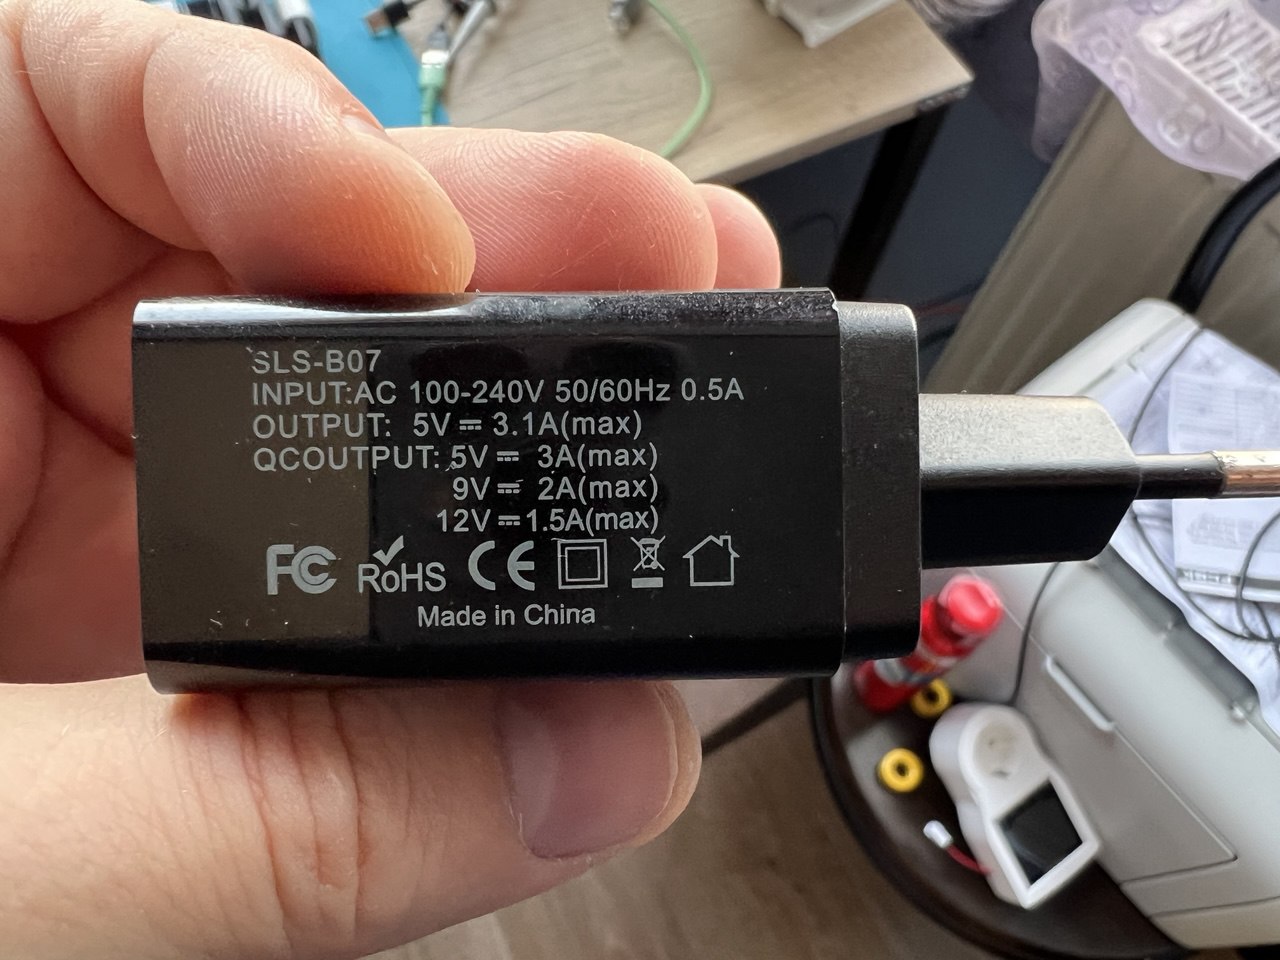 SLS-B07
INPUT:AC 100-240V 50/60Hz 0.5A
OUTPUT: 5V⎓3.1A(max)
QCOUTPUT: 5V⎓ 3A(max)
9V⎓ 2A(max)
12V⎓1.5A(max)
FC RoHS CE
Made in China